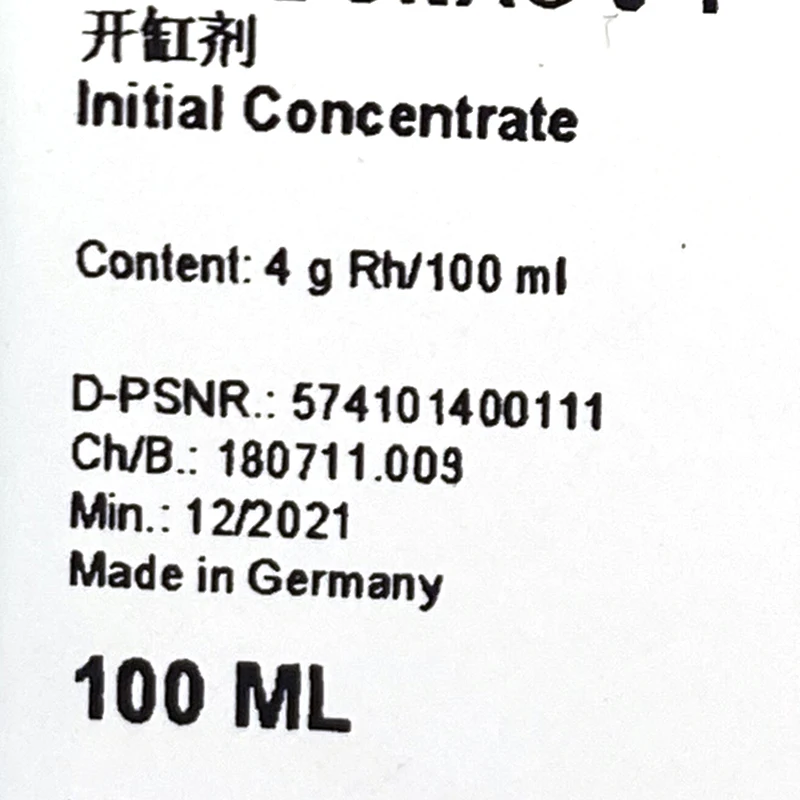 开缸剂
Initial Concentrate
Content: 4 g Rh/100 ml
D-PSNR.: 574101400111
Ch/B.: 180711.009
Min.: 12/2021
Made in Germany
100 ML